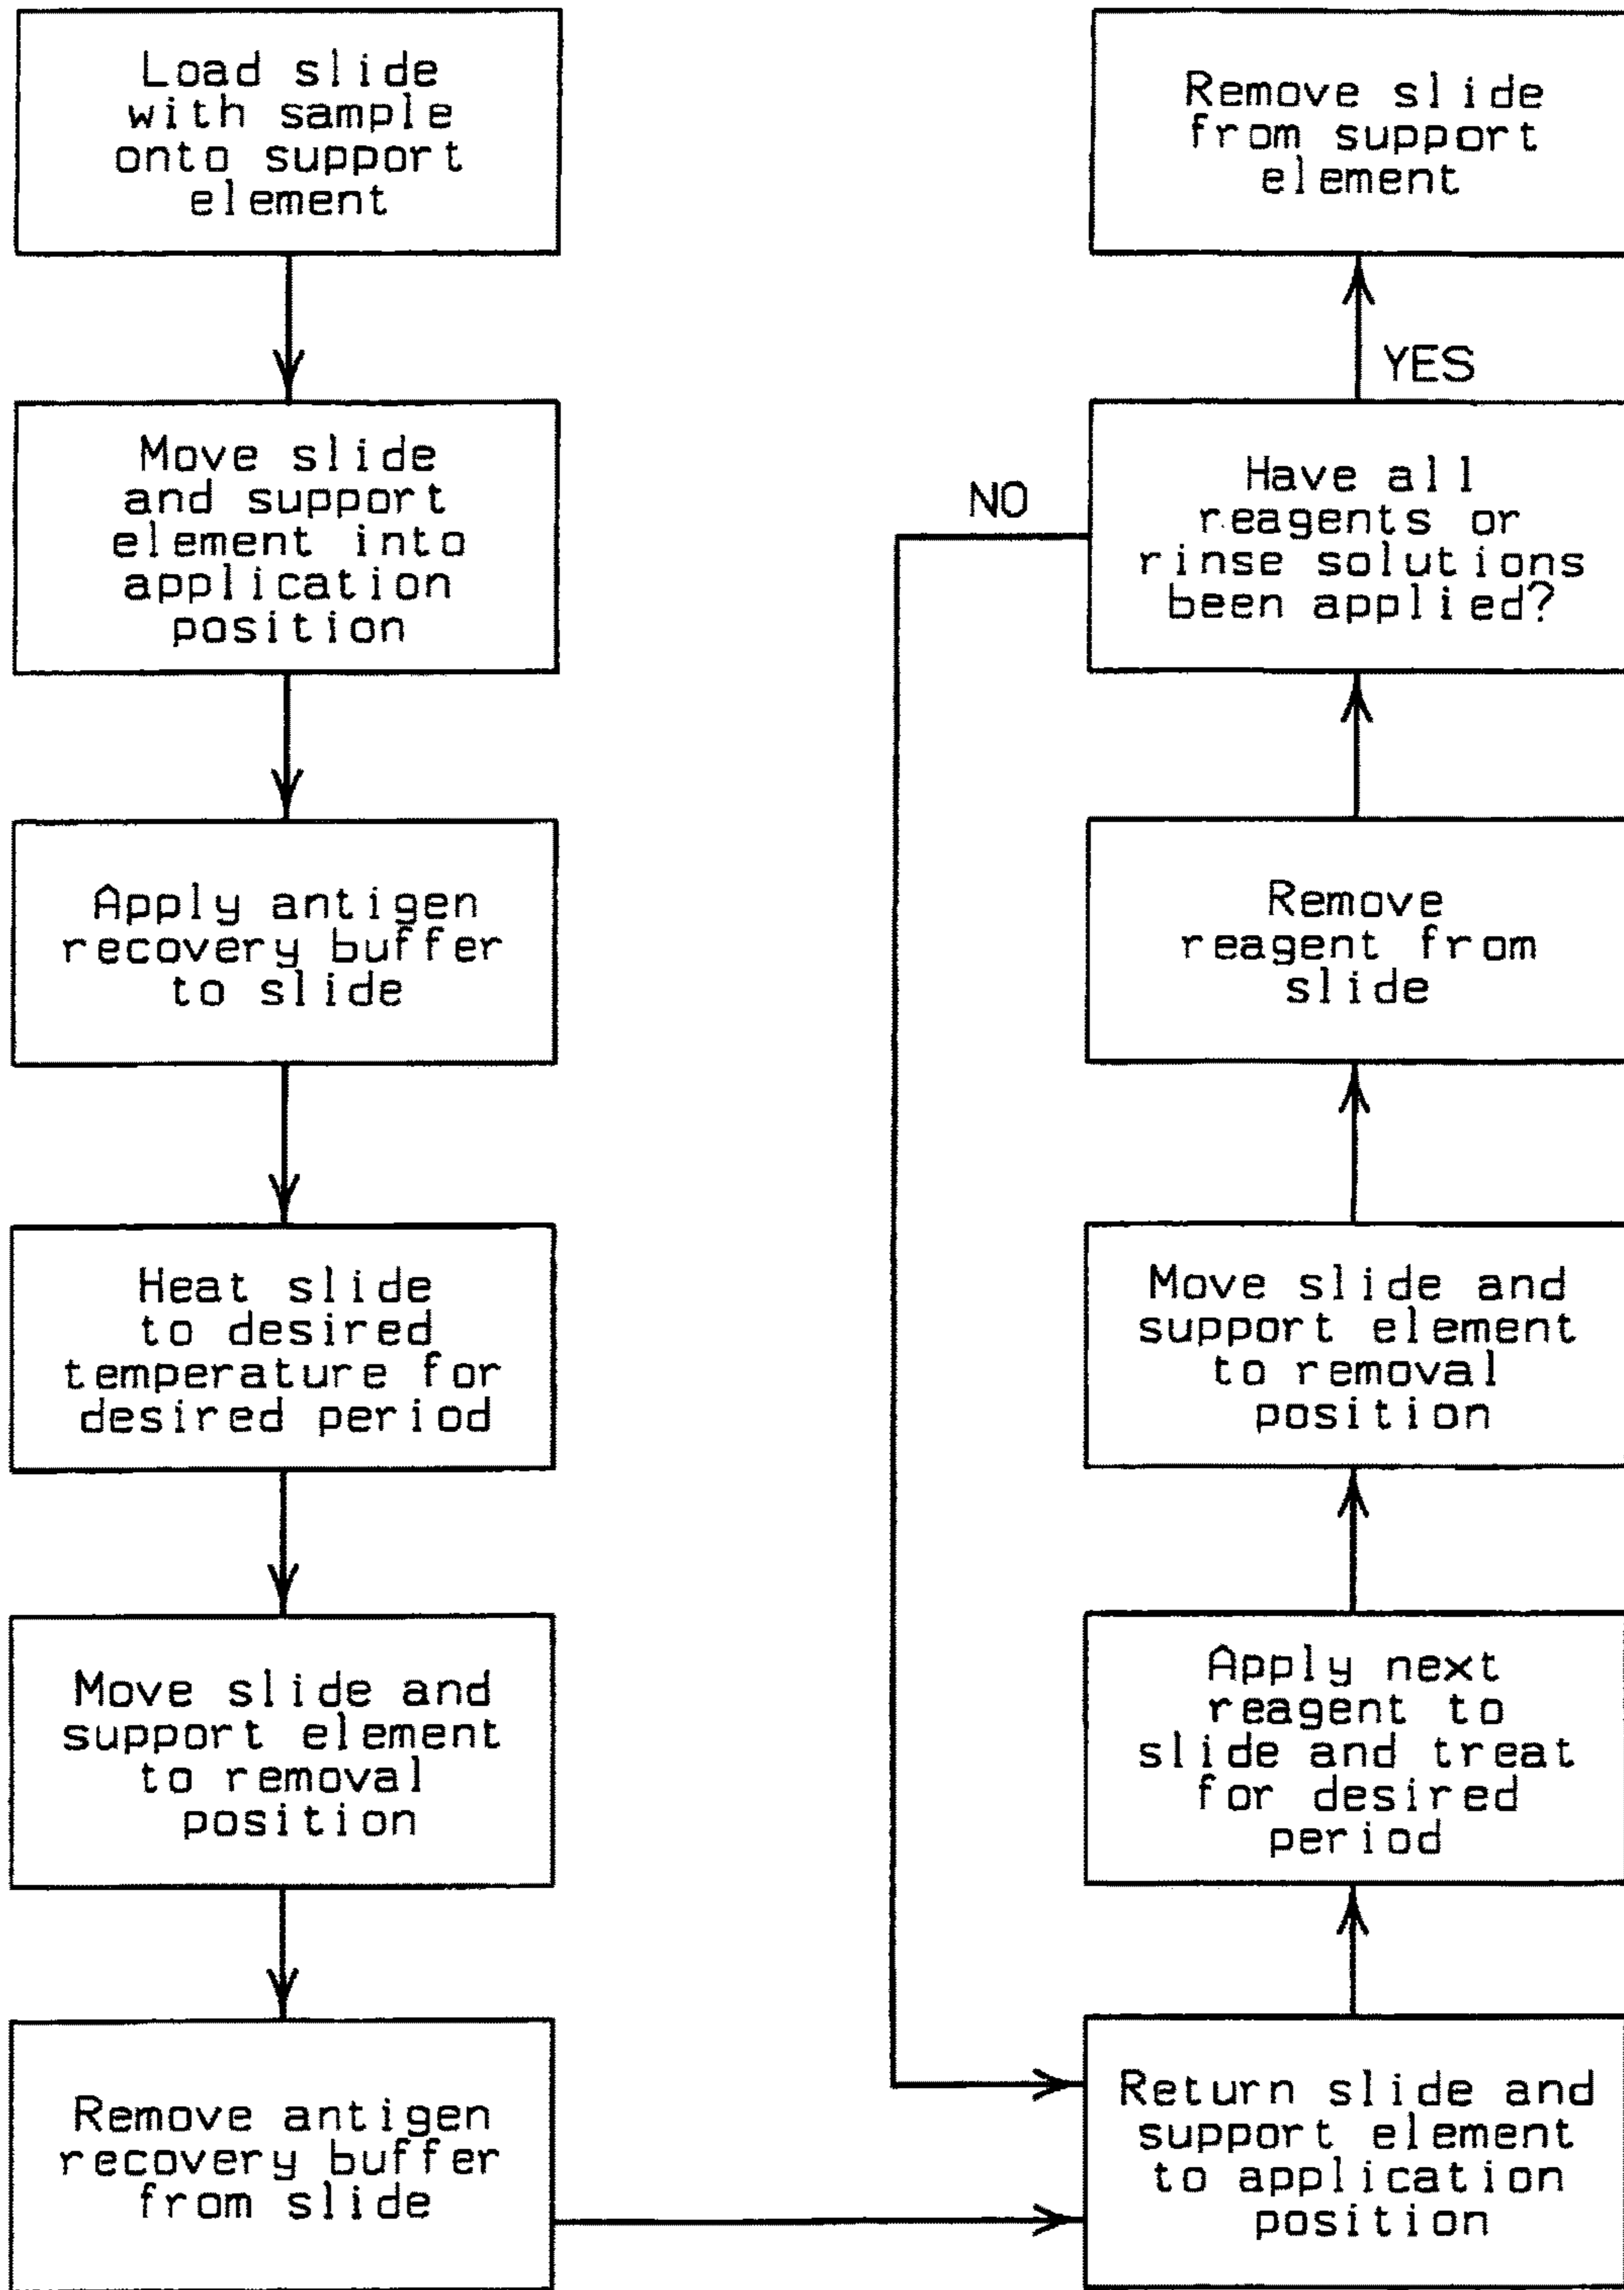 Load slide
with sample
onto support
element
Move slide
and support
element into
application
position
Apply antigen
recovery buffer
to slide
Heat slide
to desired
temperature for
desired period
Move slide and
support element
to removal
position
Remove antigen
recovery buffer
from slide
Return slide and
support element
to application
position
Apply next
reagent to
slide and treat
for desired
period
Move slide and
support element
to removal
position
Remove
reagent from
slide
Have all
reagents or
rinse solutions
been applied?
NO
YES
Remove slide
from support
element